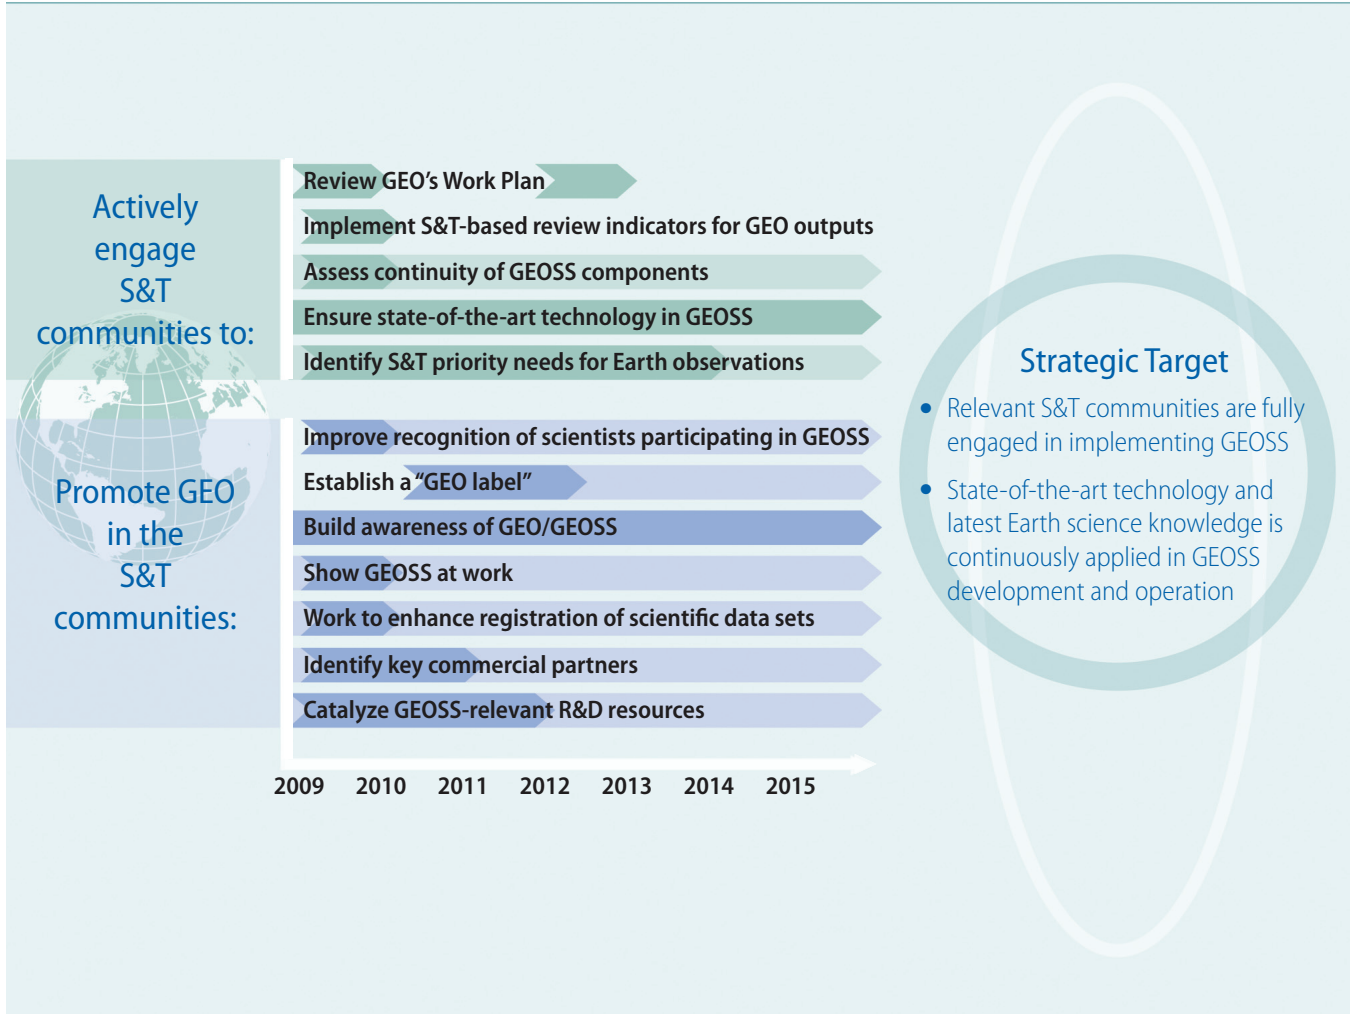 Actively
engage
S&T
communities to:
Review GEO's Work Plan
Implement S&T-based review indicators for GEO outputs
Assess continuity of GEOSS components
Ensure state-of-the-art technology in GEOSS
Identify S&T priority needs for Earth observations
Promote GEO
in the
S&T
communities:
Improve recognition of scientists participating in GEOSS
Establish a “GEO label”
Build awareness of GEO/GEOSS
Show GEOSS at work
Work to enhance registration of scientific data sets
Identify key commercial partners
Catalyze GEOSS-relevant R&D resources
2009 2010 2011 2012 2013 2014 2015
Strategic Target
• Relevant S&T communities are fully
engaged in implementing GEOSS
• State-of-the-art technology and
latest Earth science knowledge is
continuously applied in GEOSS
development and operation